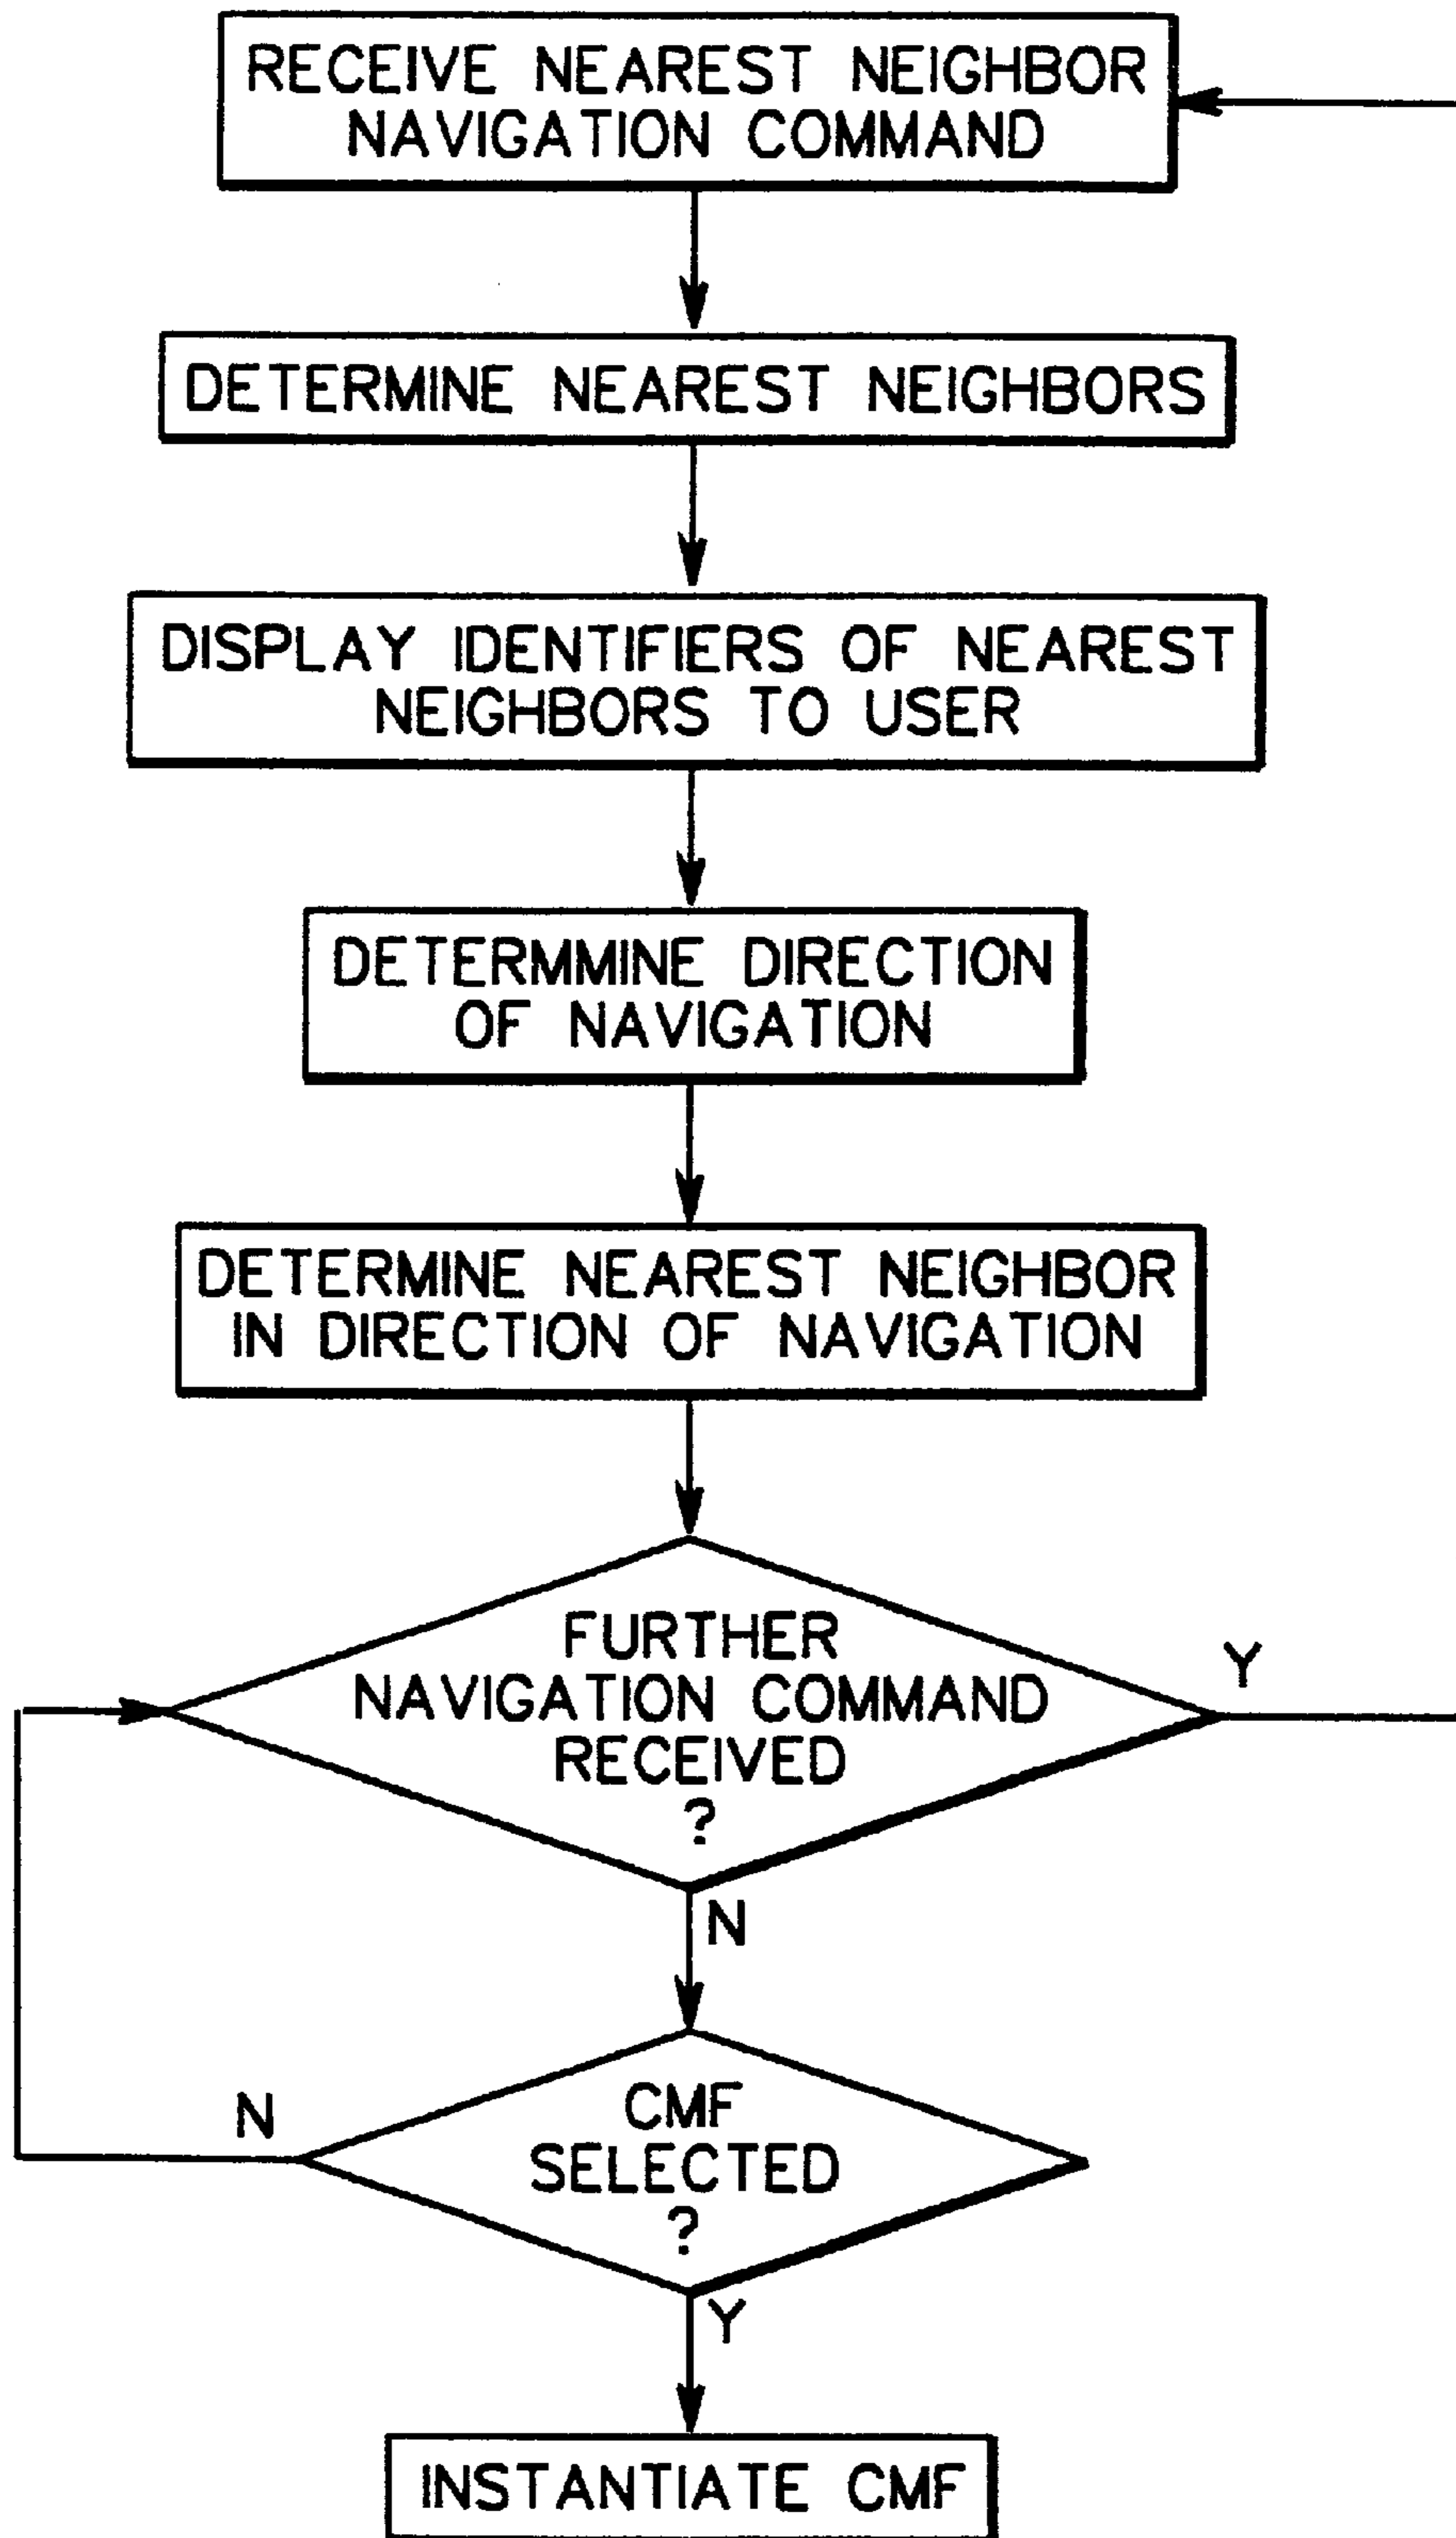 RECEIVE NEAREST NEIGHBOR
NAVIGATION COMMAND
DETERMINE NEAREST NEIGHBORS
DISPLAY IDENTIFIERS OF NEAREST
NEIGHBORS TO USER
DETERMMINE DIRECTION
OF NAVIGATION
DETERMINE NEAREST NEIGHBOR
IN DIRECTION OF NAVIGATION
FURTHER
NAVIGATION COMMAND
RECEIVED
?
Y
N
CMF
SELECTED
?
N
Y
INSTANTIATE CMF